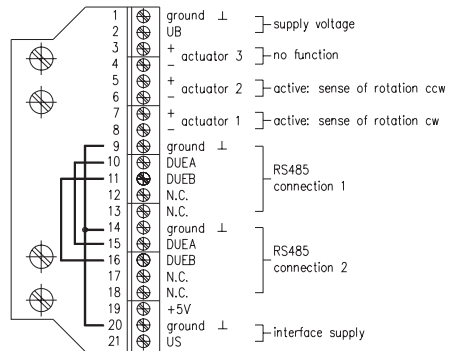 1 ground ⊥
2 UB
supply voltage
3 +
4 −
actuator 3
no function
5 +
6 −
actuator 2
active: sense of rotation ccw
7 +
8 −
actuator 1
active: sense of rotation cw
9 ground ⊥
10 DUEA
11 DUEB
12 N.C.
13 N.C.
RS485
connection 1
14 ground ⊥
15 DUEA
16 DUEB
17 N.C.
18 N.C.
RS485
connection 2
19 +5V
20 ground ⊥
21 US
interface supply